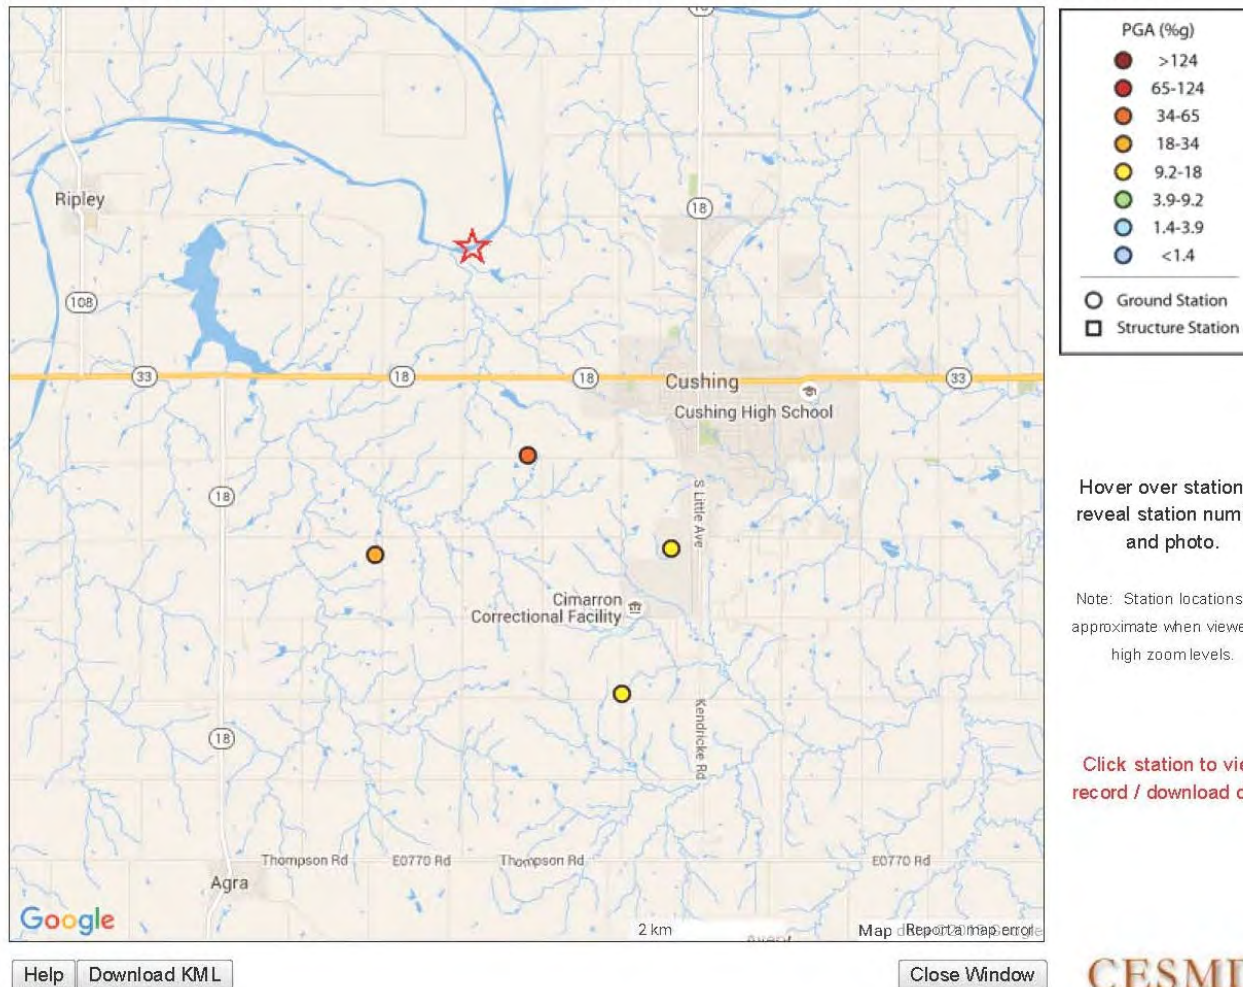 18
Ripley
18
108
33
18
18
33
Cushing
Cushing High School
18
S Little Ave
Cimarron
Correctional Facility
Kendricke Rd
18
Thompson Rd
E0770 Rd
Thompson Rd
E0770 Rd
Agra
Google
2 km
Map
Report a map error
Help
Download KML
Close Window
PGA (%g)
>124
65-124
34-65
18-34
9.2-18
3.9-9.2
1.4-3.9
<1.4
Ground Station
Structure Station
Hover over station
reveal station num
and photo.
Note: Station locations
approximate when viewe
high zoom levels.
Click station to vie
record / download
CESM